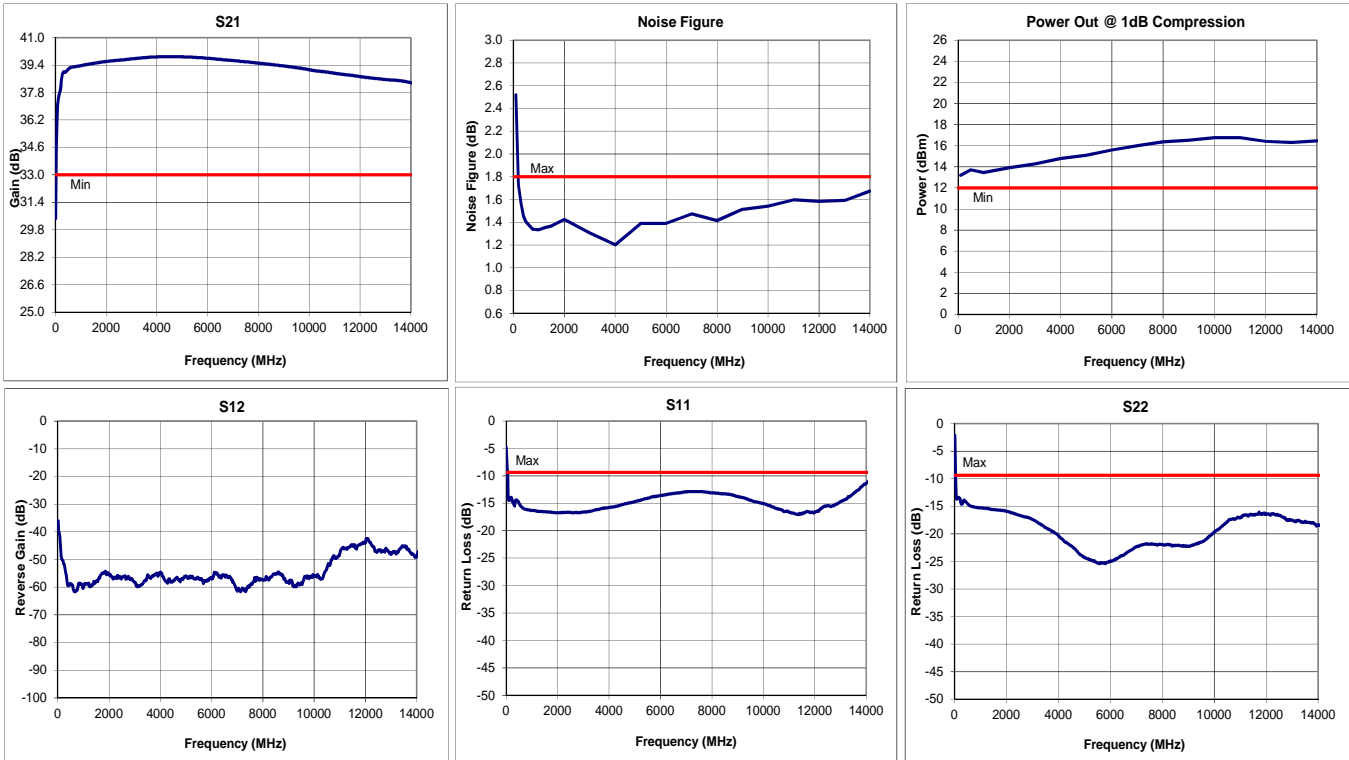 S21
Gain (dB)
41.0
39.4
37.8
36.2
34.6
33.0
31.4
29.8
28.2
26.6
25.0
Min
0 2000 4000 6000 8000 10000 12000 14000
Frequency (MHz)
Noise Figure
Noise Figure (dB)
3.0
2.8
2.6
2.4
2.2
2.0
1.8
1.6
1.4
1.2
1.0
0.8
0.6
Max
0 2000 4000 6000 8000 10000 12000 14000
Frequency (MHz)
Power Out @ 1dB Compression
Power (dBm)
26
24
22
20
18
16
14
12
10
8
6
4
2
0
Min
0 2000 4000 6000 8000 10000 12000 14000
Frequency (MHz)
S12
Reverse Gain (dB)
0
-10
-20
-30
-40
-50
-60
-70
-80
-90
-100
0 2000 4000 6000 8000 10000 12000 14000
Frequency (MHz)
S11
Return Loss (dB)
0
-5
-10
-15
-20
-25
-30
-35
-40
-45
-50
Max
0 2000 4000 6000 8000 10000 12000 14000
Frequency (MHz)
S22
Return Loss (dB)
0
-5
-10
-15
-20
-25
-30
-35
-40
-45
-50
Max
0 2000 4000 6000 8000 10000 12000 14000
Frequency (MHz)